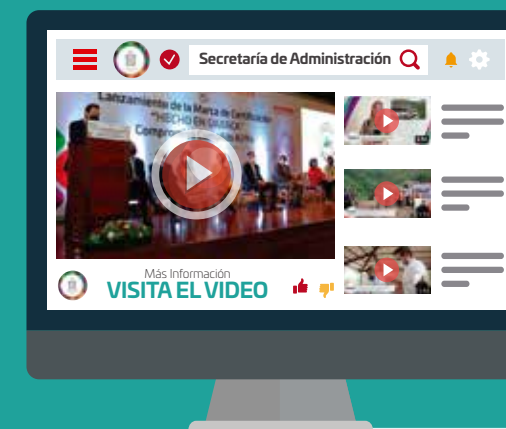 Secretaría de Administración
Lanzamiento de la Marca de Certificación
"HECHO EN OAXACA"
Más Información
VISITA EL VIDEO